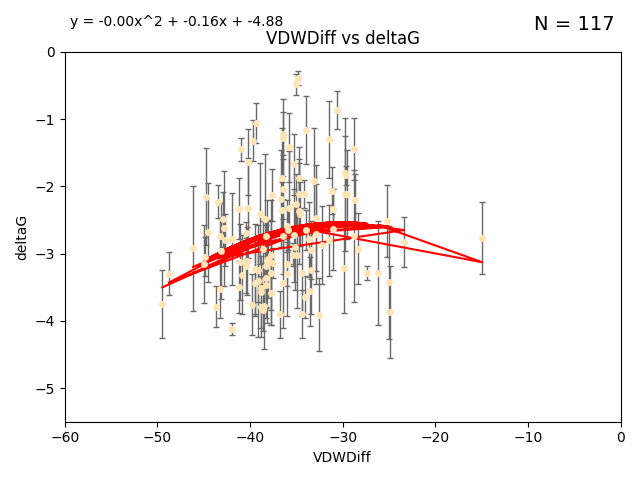 y = -0.00x^2 + -0.16x + -4.88
N = 117
VDWDiff vs deltaG
0
−1
−2
−3
−4
−5
deltaG
−60 −50 −40 −30 −20 −10 0
VDWDiff